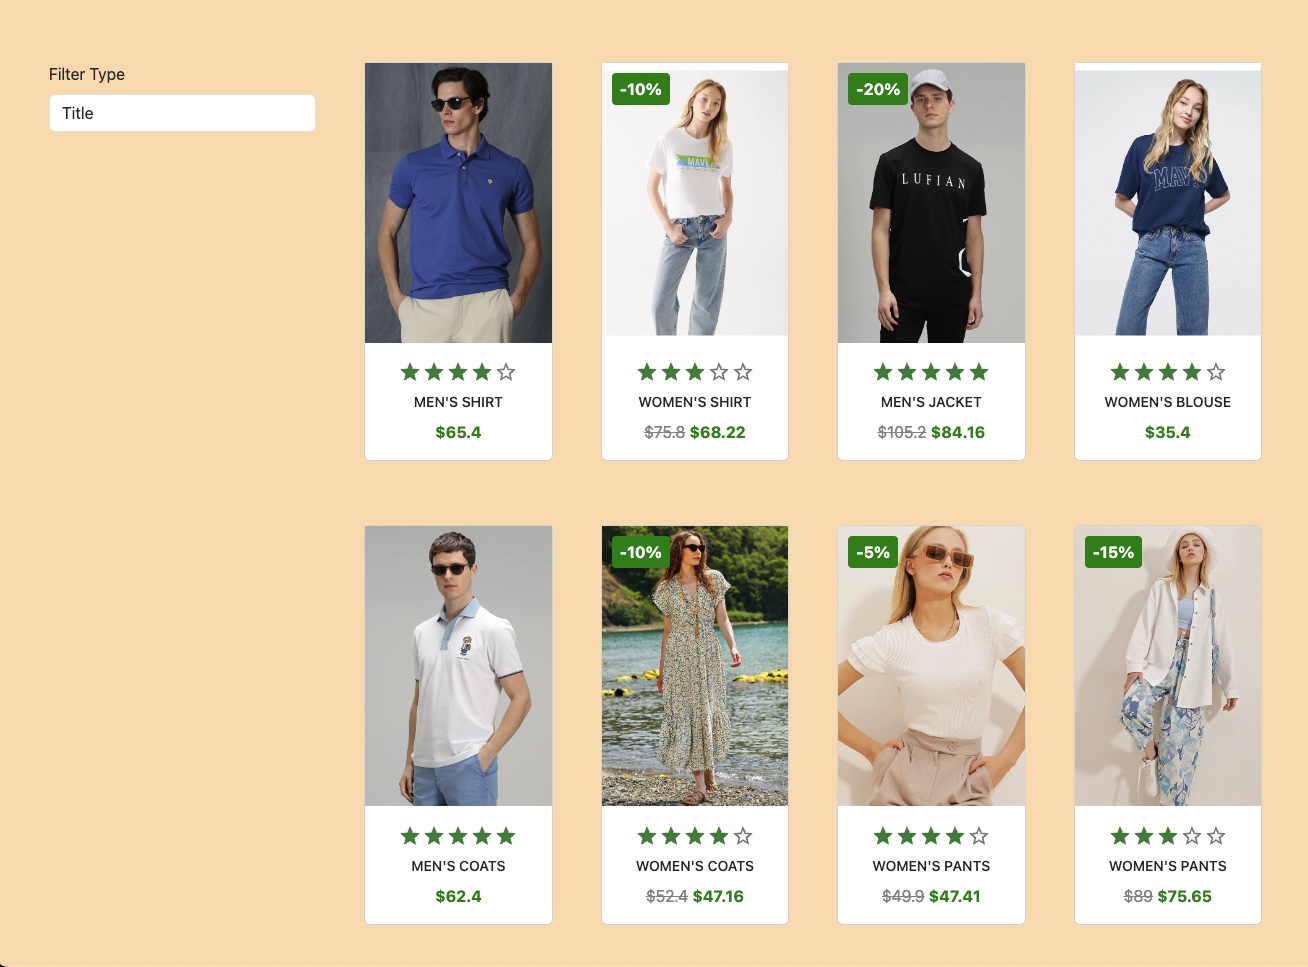 Filter Type
Title
-10%
MAVI
-20%
LUFIAN
MAVI
MEN'S SHIRT
$65.4
WOMEN'S SHIRT
$75.8 $68.22
MEN'S JACKET
$105.2 $84.16
WOMEN'S BLOUSE
$35.4
-10%
-5%
-15%
MEN'S COATS
$62.4
WOMEN'S COATS
$52.4 $47.16
WOMEN'S PANTS
$49.9 $47.41
WOMEN'S PANTS
$89 $75.65